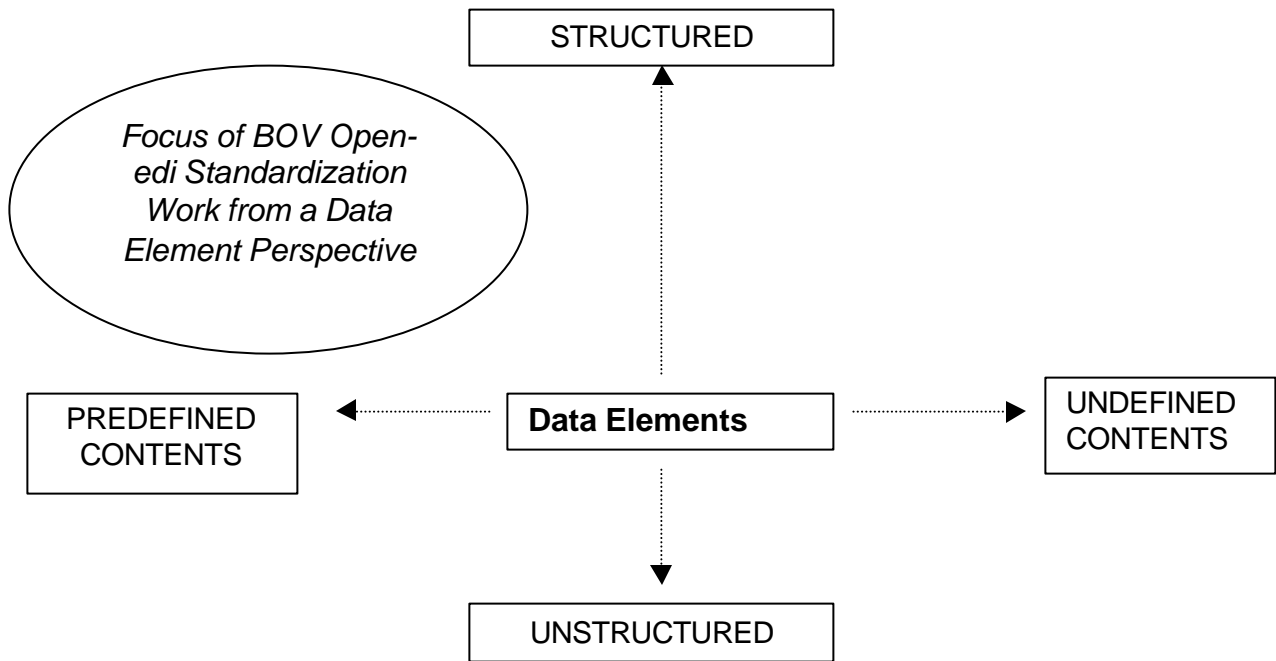 STRUCTURED
Focus of BOV Open-
edi Standardization
Work from a Data
Element Perspective
PREDEFINED
CONTENTS
Data Elements
UNDEFINED
CONTENTS
UNSTRUCTURED